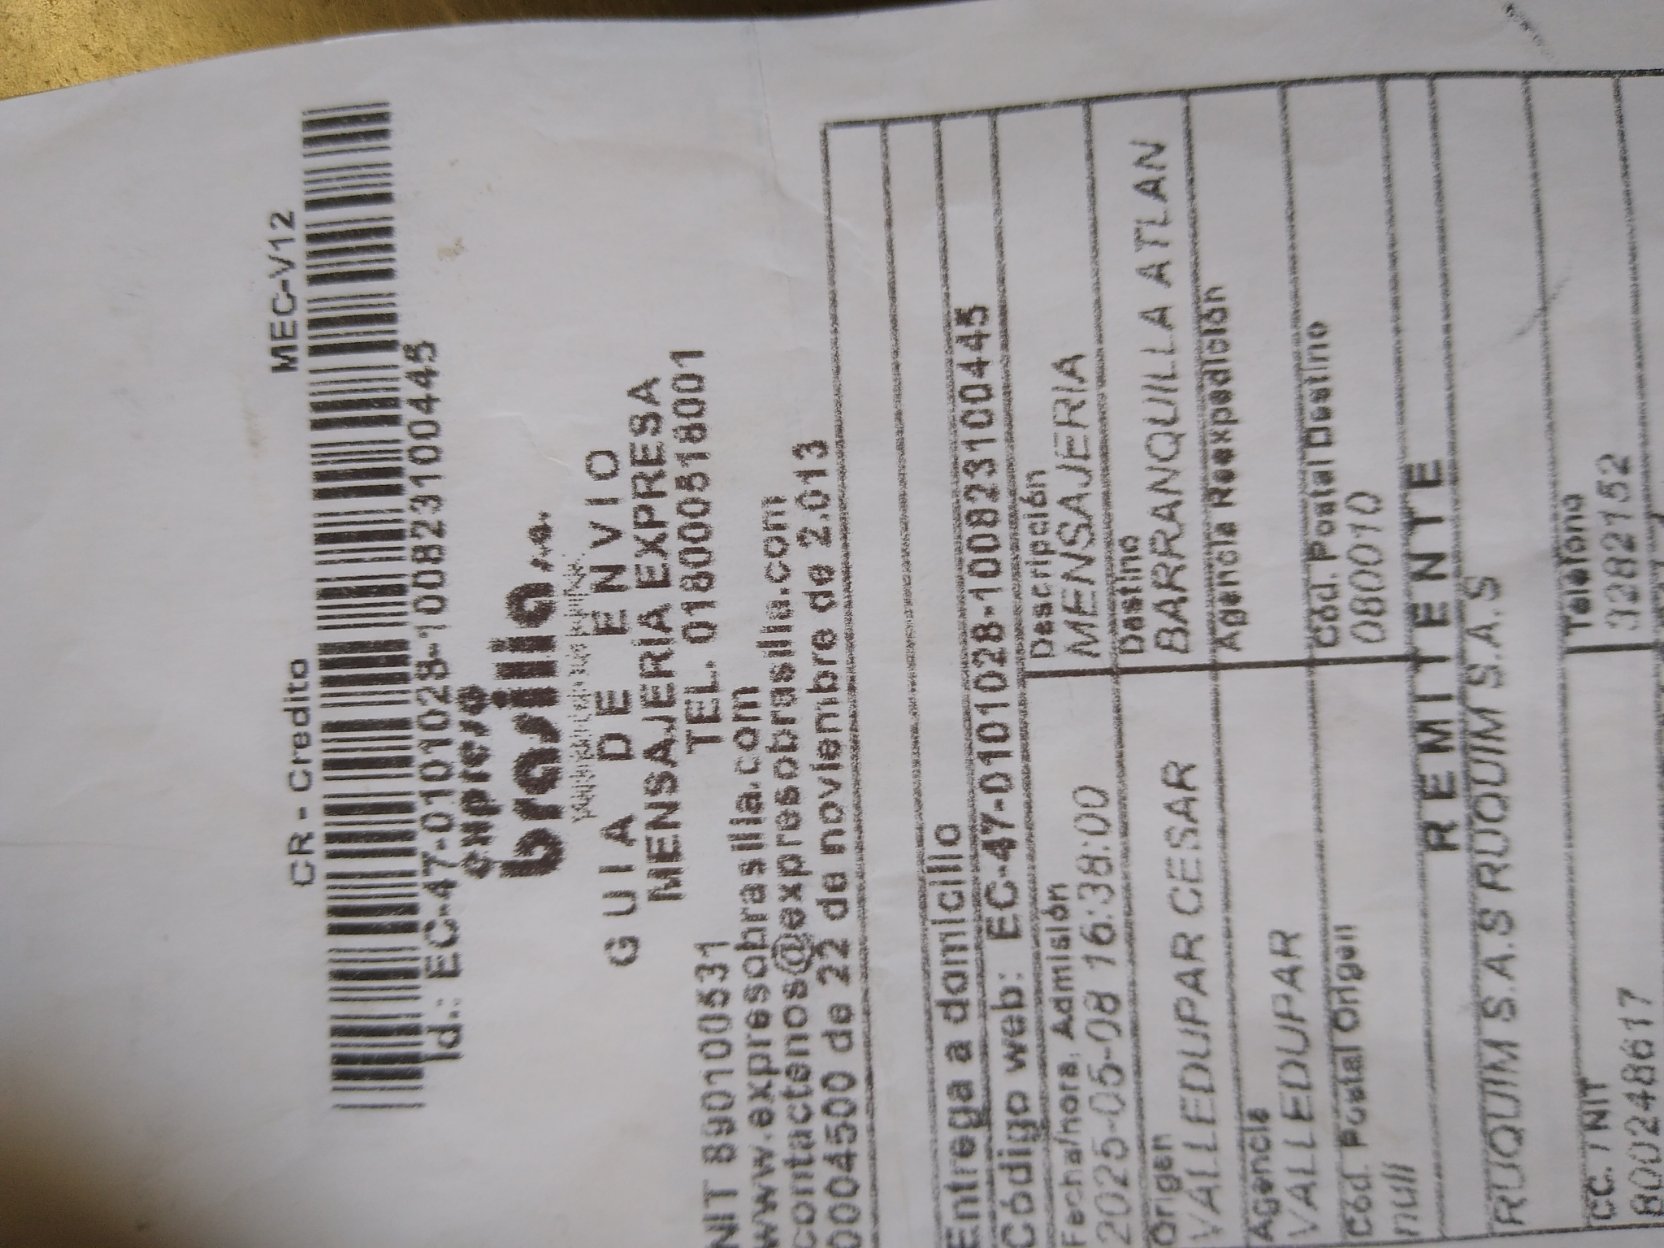 CR - Credito MEC-V12
Id.: EC-47-0101028-100823100445
expreso
brasilia s.a.
GUIA DE ENVIO
MENSAJERÍA EXPRESA
NIT 890100531 TEL. 018000518001
www.expresobrasilia.com
contactenos@expresobrasilia.com
0004500 de 22 de noviembre de 2.013
Entrega a domicilio
Código web: EC-47-0101028-100823100445
Fecha/hora. Admisión Descripción
2025-05-08 16:38:00 MENSAJERIA
Origen Destino
VALLEDUPAR CESAR BARRANQUILLA ATLAN
Agencia Agencia Reexpedición
VALLEDUPAR
Cód. Postal Origen Cód. Postal Destino
null 080010
REMITENTE
RUQUIM S.A.S RUQUIM S.A.S
CC. / NIT Teléfono
800248617 3282152